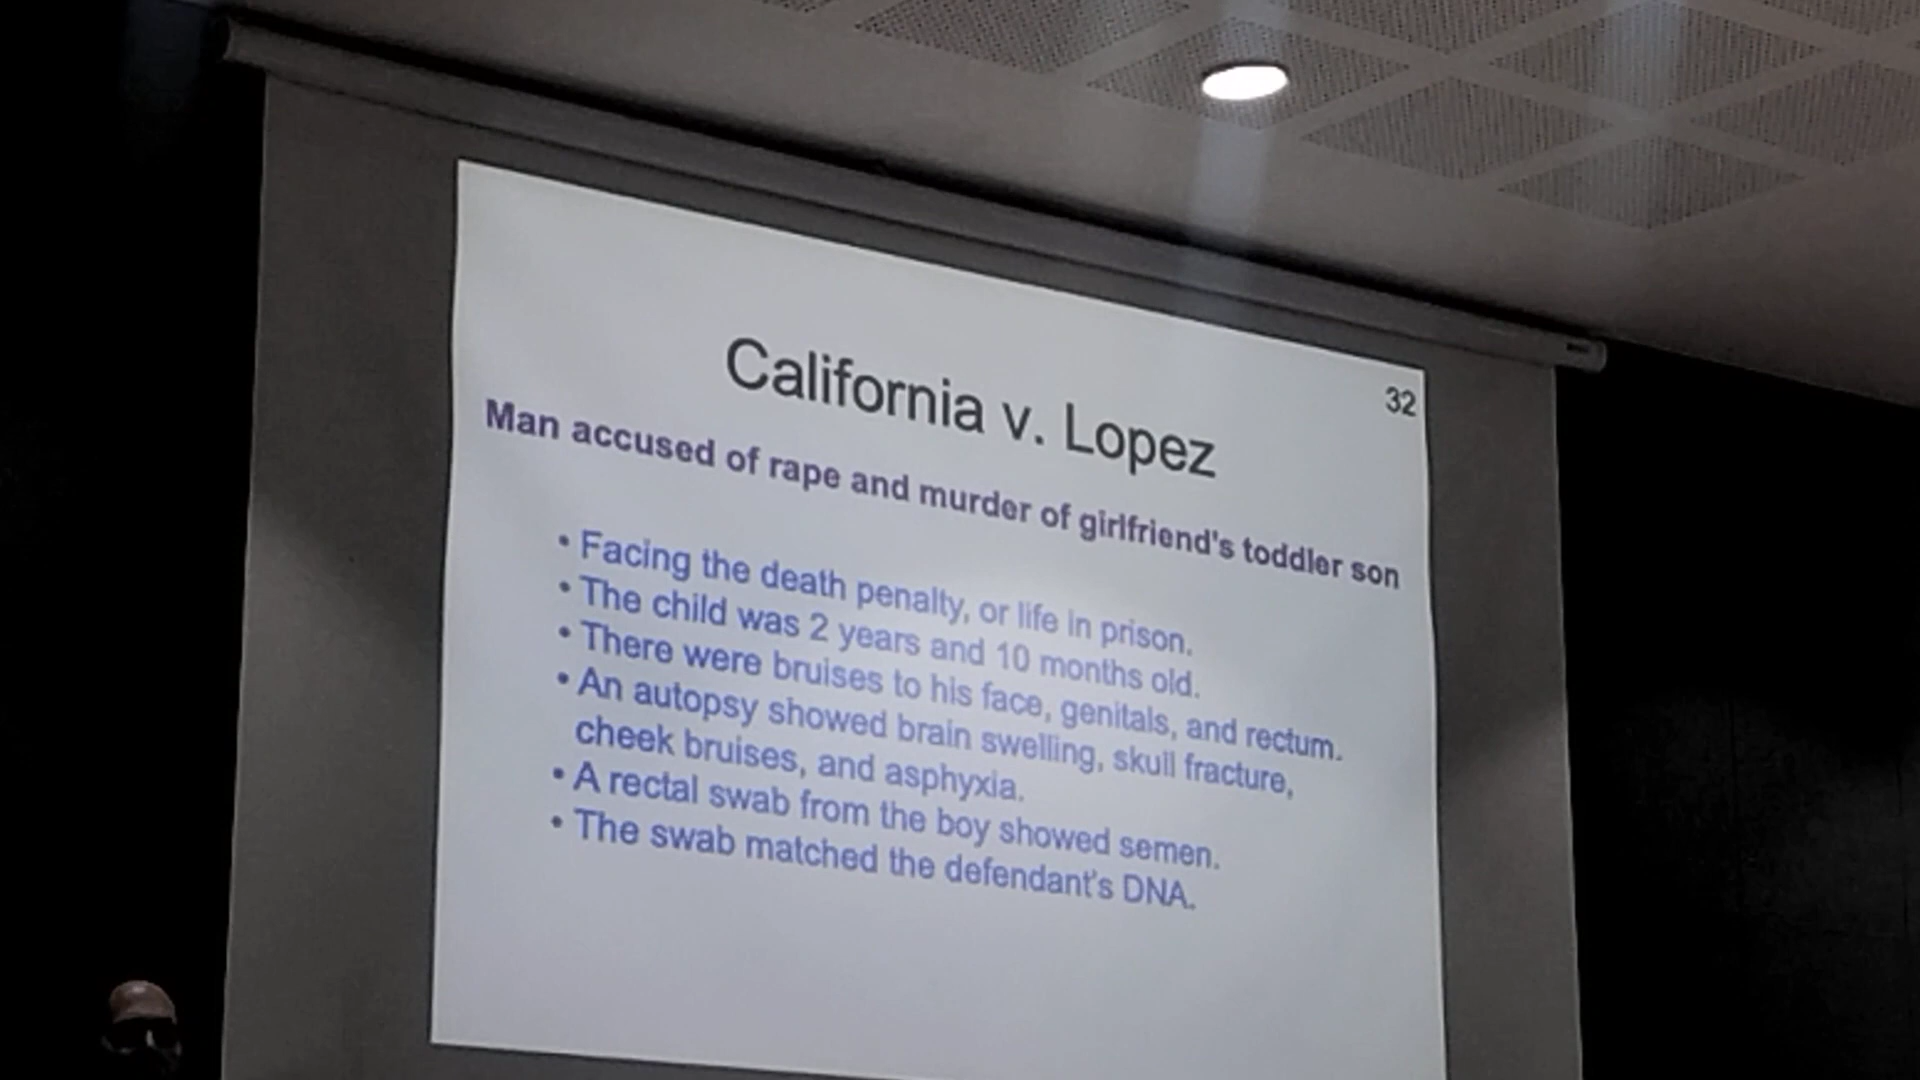 32
California v. Lopez
Man accused of rape and murder of girlfriend's toddler son
• Facing the death penalty, or life in prison.
• The child was 2 years and 10 months old.
• There were bruises to his face, genitals, and rectum.
• An autopsy showed brain swelling, skull fracture,
cheek bruises, and asphyxia.
• A rectal swab from the boy showed semen.
• The swab matched the defendant's DNA.